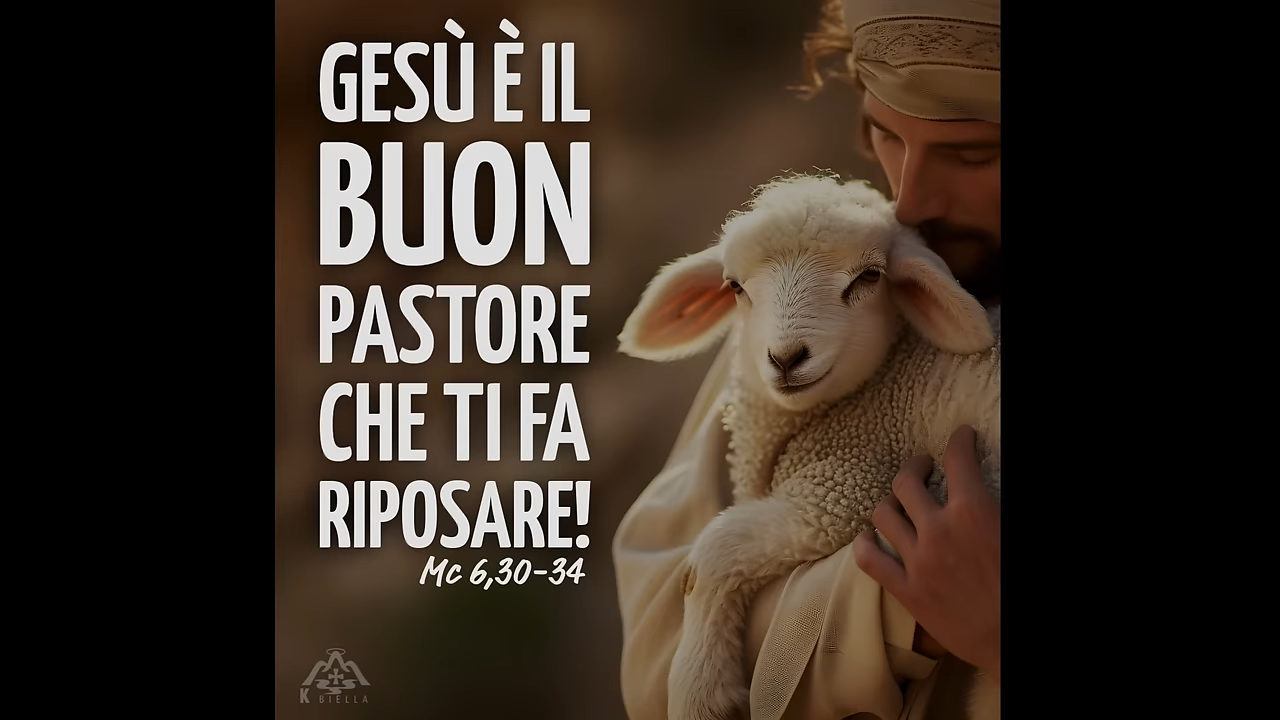 GESÙ È IL
BUON
PASTORE
CHE TI FA
RIPOSARE!
Mc 6,30-34
K BIELLA